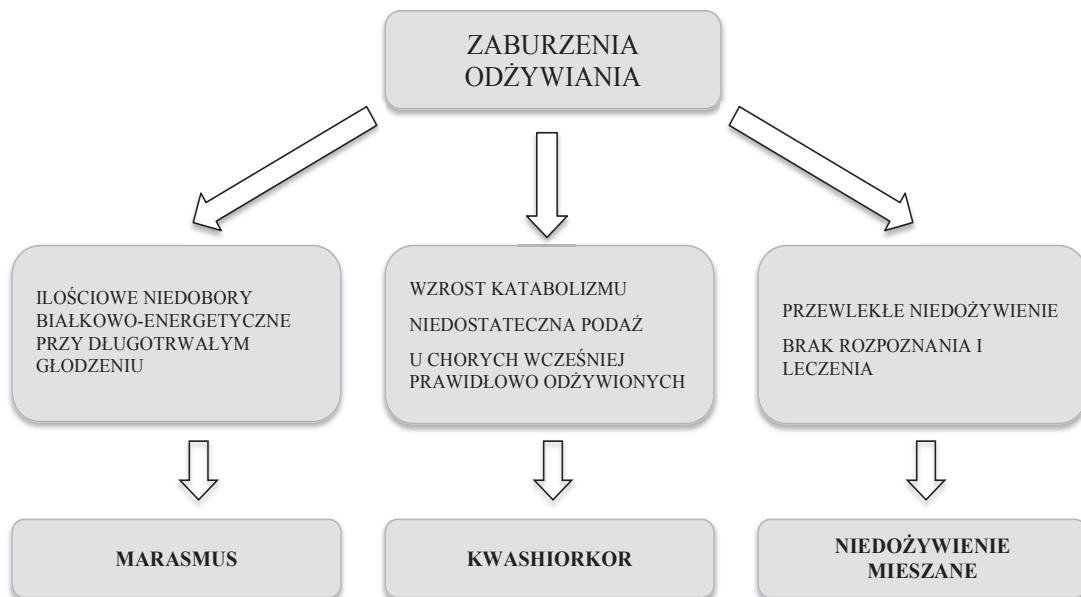 ZABURZENIA
ODŻYWIANIA
ILOŚCIOWE NIEDOBORY
BIAŁKOWO-ENERGETYCZNE
PRZY DŁUGOTRWAŁYM
GŁODZENIU
WZROST KATABOLIZMU
NIEDOSTATECZNA PODAŻ
U CHORYCH WCZEŚNIEJ
PRAWIDŁOWO ODŻYWIONYCH
PRZEWLEKŁE NIEDOŻYWIENIE
BRAK ROZPOZNANIA I
LECZENIA
MARASMUS
KWASHIORKOR
NIEDOŻYWIENIE
MIESZANE